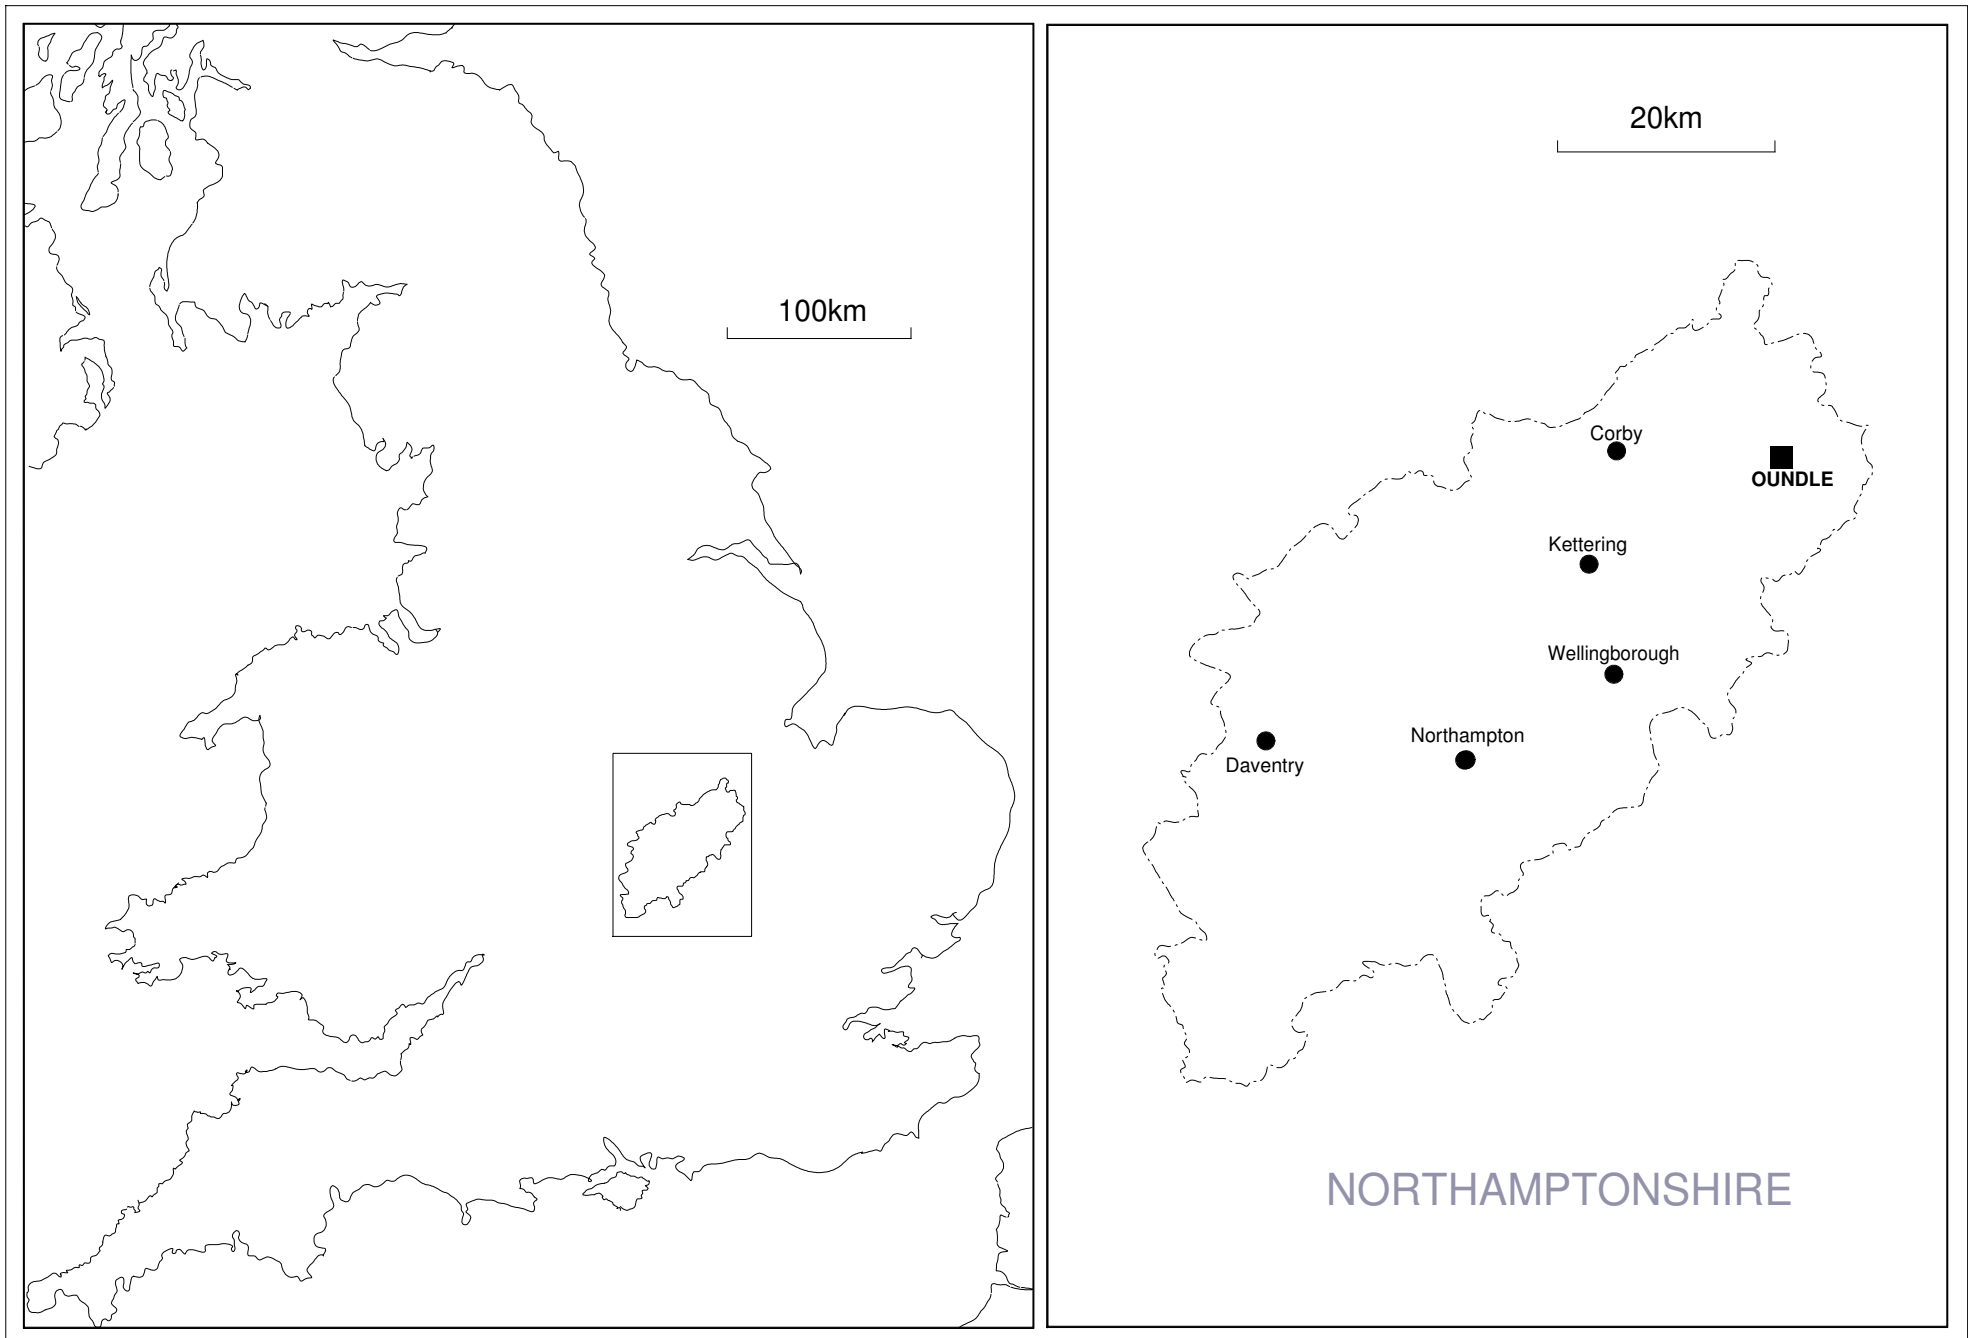 100km
20km
Corby
OUNDLE
Kettering
Wellingborough
Northampton
Daventry
NORTHAMPTONSHIRE